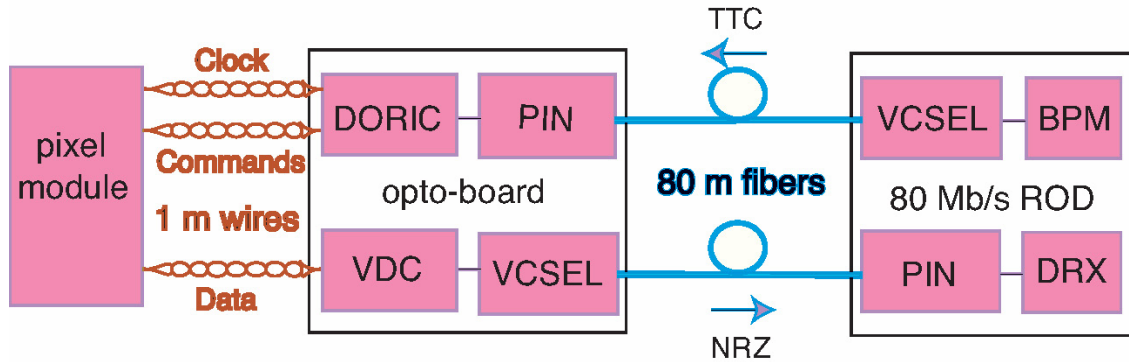 TTC
Clock
DORIC
PIN
VCSEL
BPM
pixel
module
Commands
opto-board
80 m fibers
80 Mb/s ROD
1 m wires
VDC
VCSEL
PIN
DRX
Data
NRZ